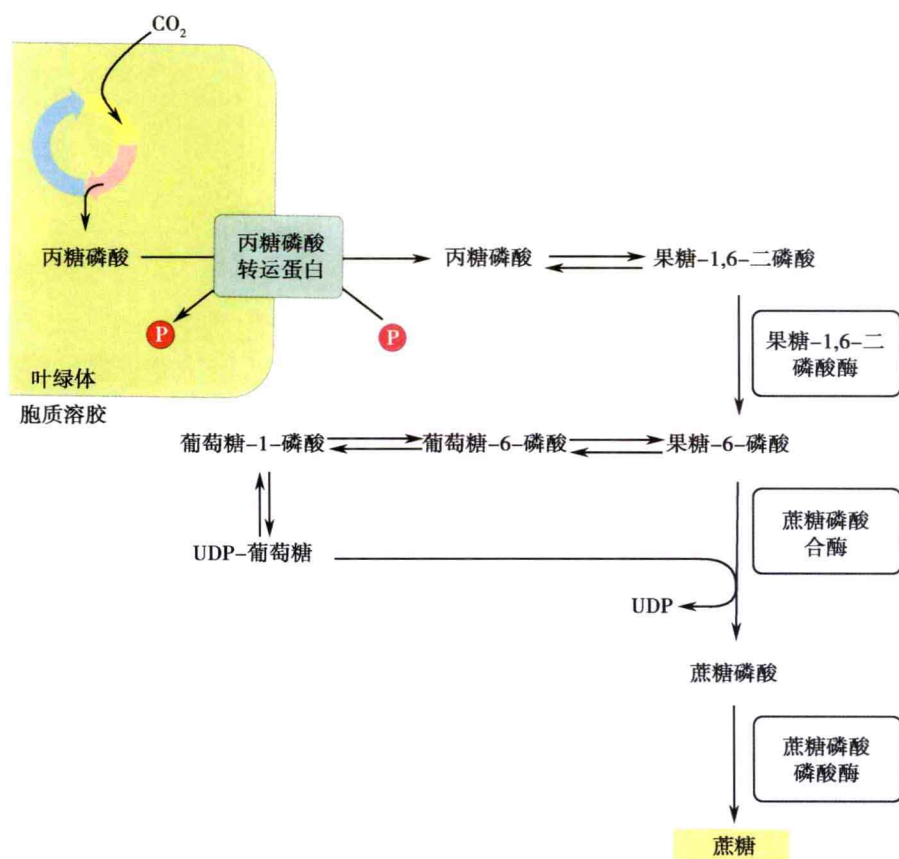 CO2
丙糖磷酸
丙糖磷酸
转运蛋白
丙糖磷酸
果糖-1,6-二磷酸
P
P
果糖-1,6-二
磷酸酶
叶绿体
胞质溶胶
葡萄糖-1-磷酸
葡萄糖-6-磷酸
果糖-6-磷酸
蔗糖磷酸
合酶
UDP-葡萄糖
UDP
蔗糖磷酸
蔗糖磷酸
磷酸酶
蔗糖